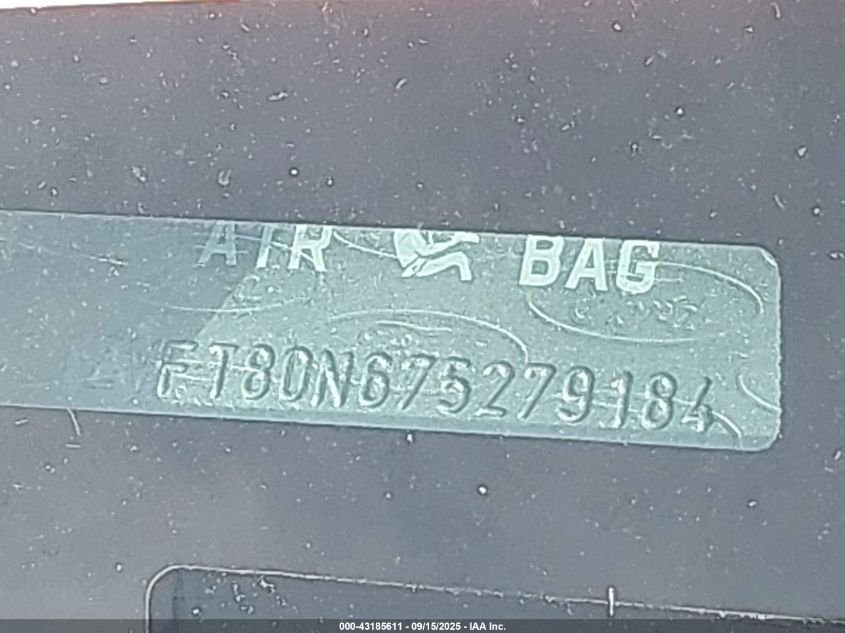 AIR BAG
FT80N675279184
000-43185611 - 09/15/2025 - IAA Inc.